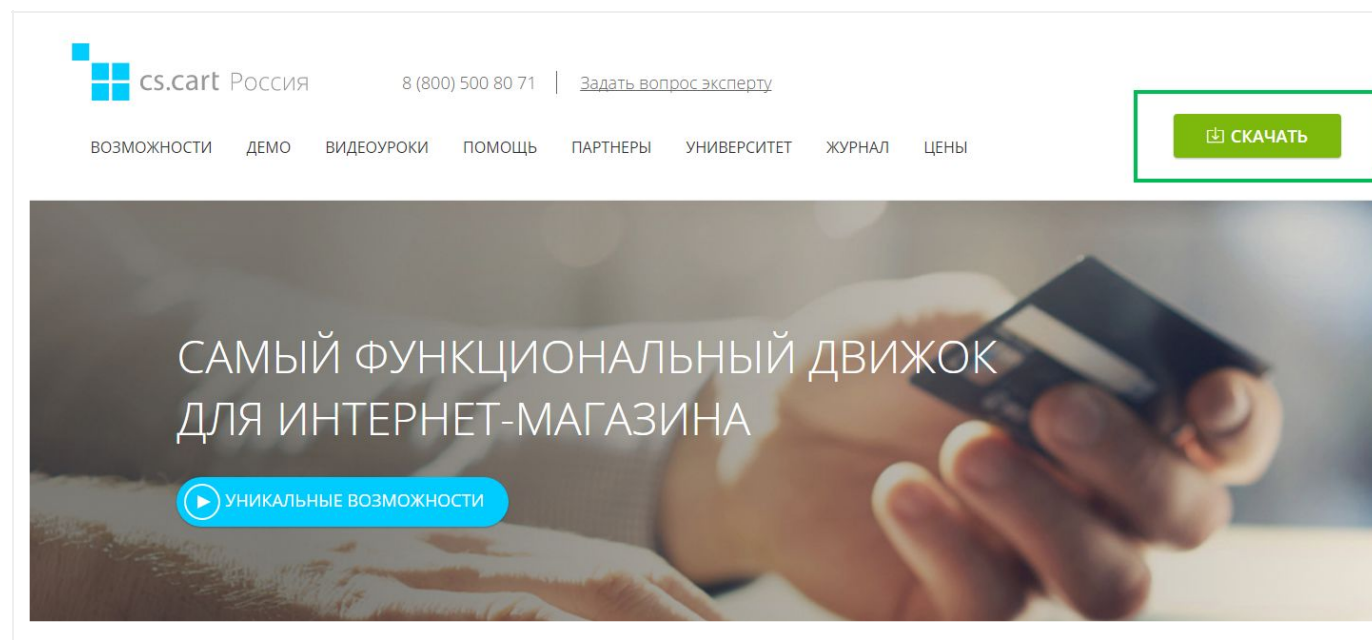 cs.cart Россия
8 (800) 500 80 71
Задать вопрос эксперту
ВОЗМОЖНОСТИ ДЕМО ВИДЕОУРОКИ ПОМОЩЬ ПАРТНЕРЫ УНИВЕРСИТЕТ ЖУРНАЛ ЦЕНЫ
СКАЧАТЬ
САМЫЙ ФУНКЦИОНАЛЬНЫЙ ДВИЖОК
ДЛЯ ИНТЕРНЕТ-МАГАЗИНА
УНИКАЛЬНЫЕ ВОЗМОЖНОСТИ